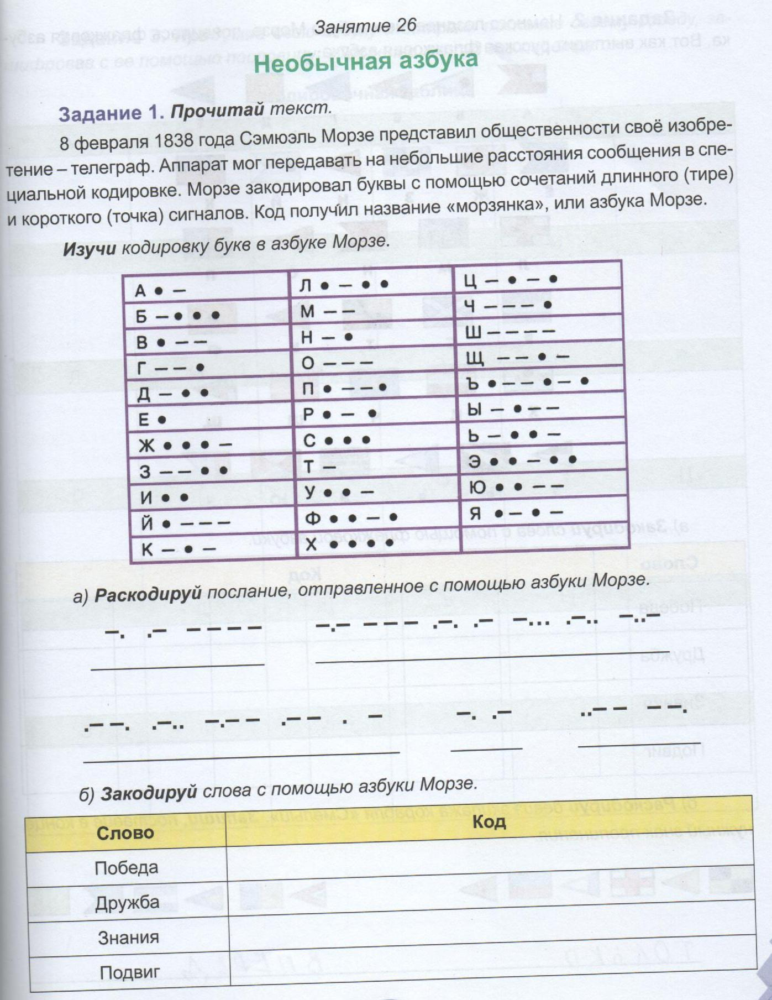 Занятие 26
Необычная азбука
Задание 1. Прочитай текст.
8 февраля 1838 года Сэмюэль Морзе представил общественности своё изобре-
тение – телеграф. Аппарат мог передавать на небольшие расстояния сообщения в спе-
циальной кодировке. Морзе закодировал буквы с помощью сочетаний длинного (тире)
и короткого (точка) сигналов. Код получил название «морзянка», или азбука Морзе.
Изучи кодировку букв в азбуке Морзе.
А ● – Л ● – ● ● Ц – ● – ●
Б – ● ● ● М – – Ч – – – ●
В ● – – Н – ● Ш – – – –
Г – – ● О – – – Щ – – ● –
Д – ● ● П ● – – ● Ъ ● – – ● – ●
Е ● Р ● – ● Ы – ● – –
Ж ● ● ● – С ● ● ● Ь – ● ● –
З – – ● ● Т – Э ● ● – ● ●
И ● ● У ● ● – Ю ● ● – –
Й ● – – – Ф ● ● – ● Я ● – ● –
К – ● – Х ● ● ● ●
а) Раскодируй послание, отправленное с помощью азбуки Морзе.
–. .– – – – – –.– – – – .–. .– –... .–.. –..–
.– –. .–.. –.– – .– – . – –. .– ..– – – –.
б) Закодируй слова с помощью азбуки Морзе.
Слово Код
Победа
Дружба
Знания
Подвиг